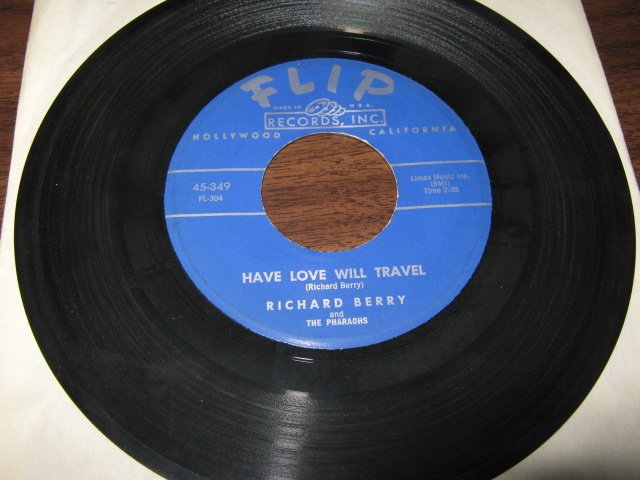 FLIP
MADE IN U.S.A.
RECORDS, INC.
HOLLYWOOD CALIFORNIA
45-349
FL-304
Limax Music Inc.
(BMI)
Time 2:35
HAVE LOVE WILL TRAVEL
(Richard Berry)
RICHARD BERRY
and
THE PHARAOHS